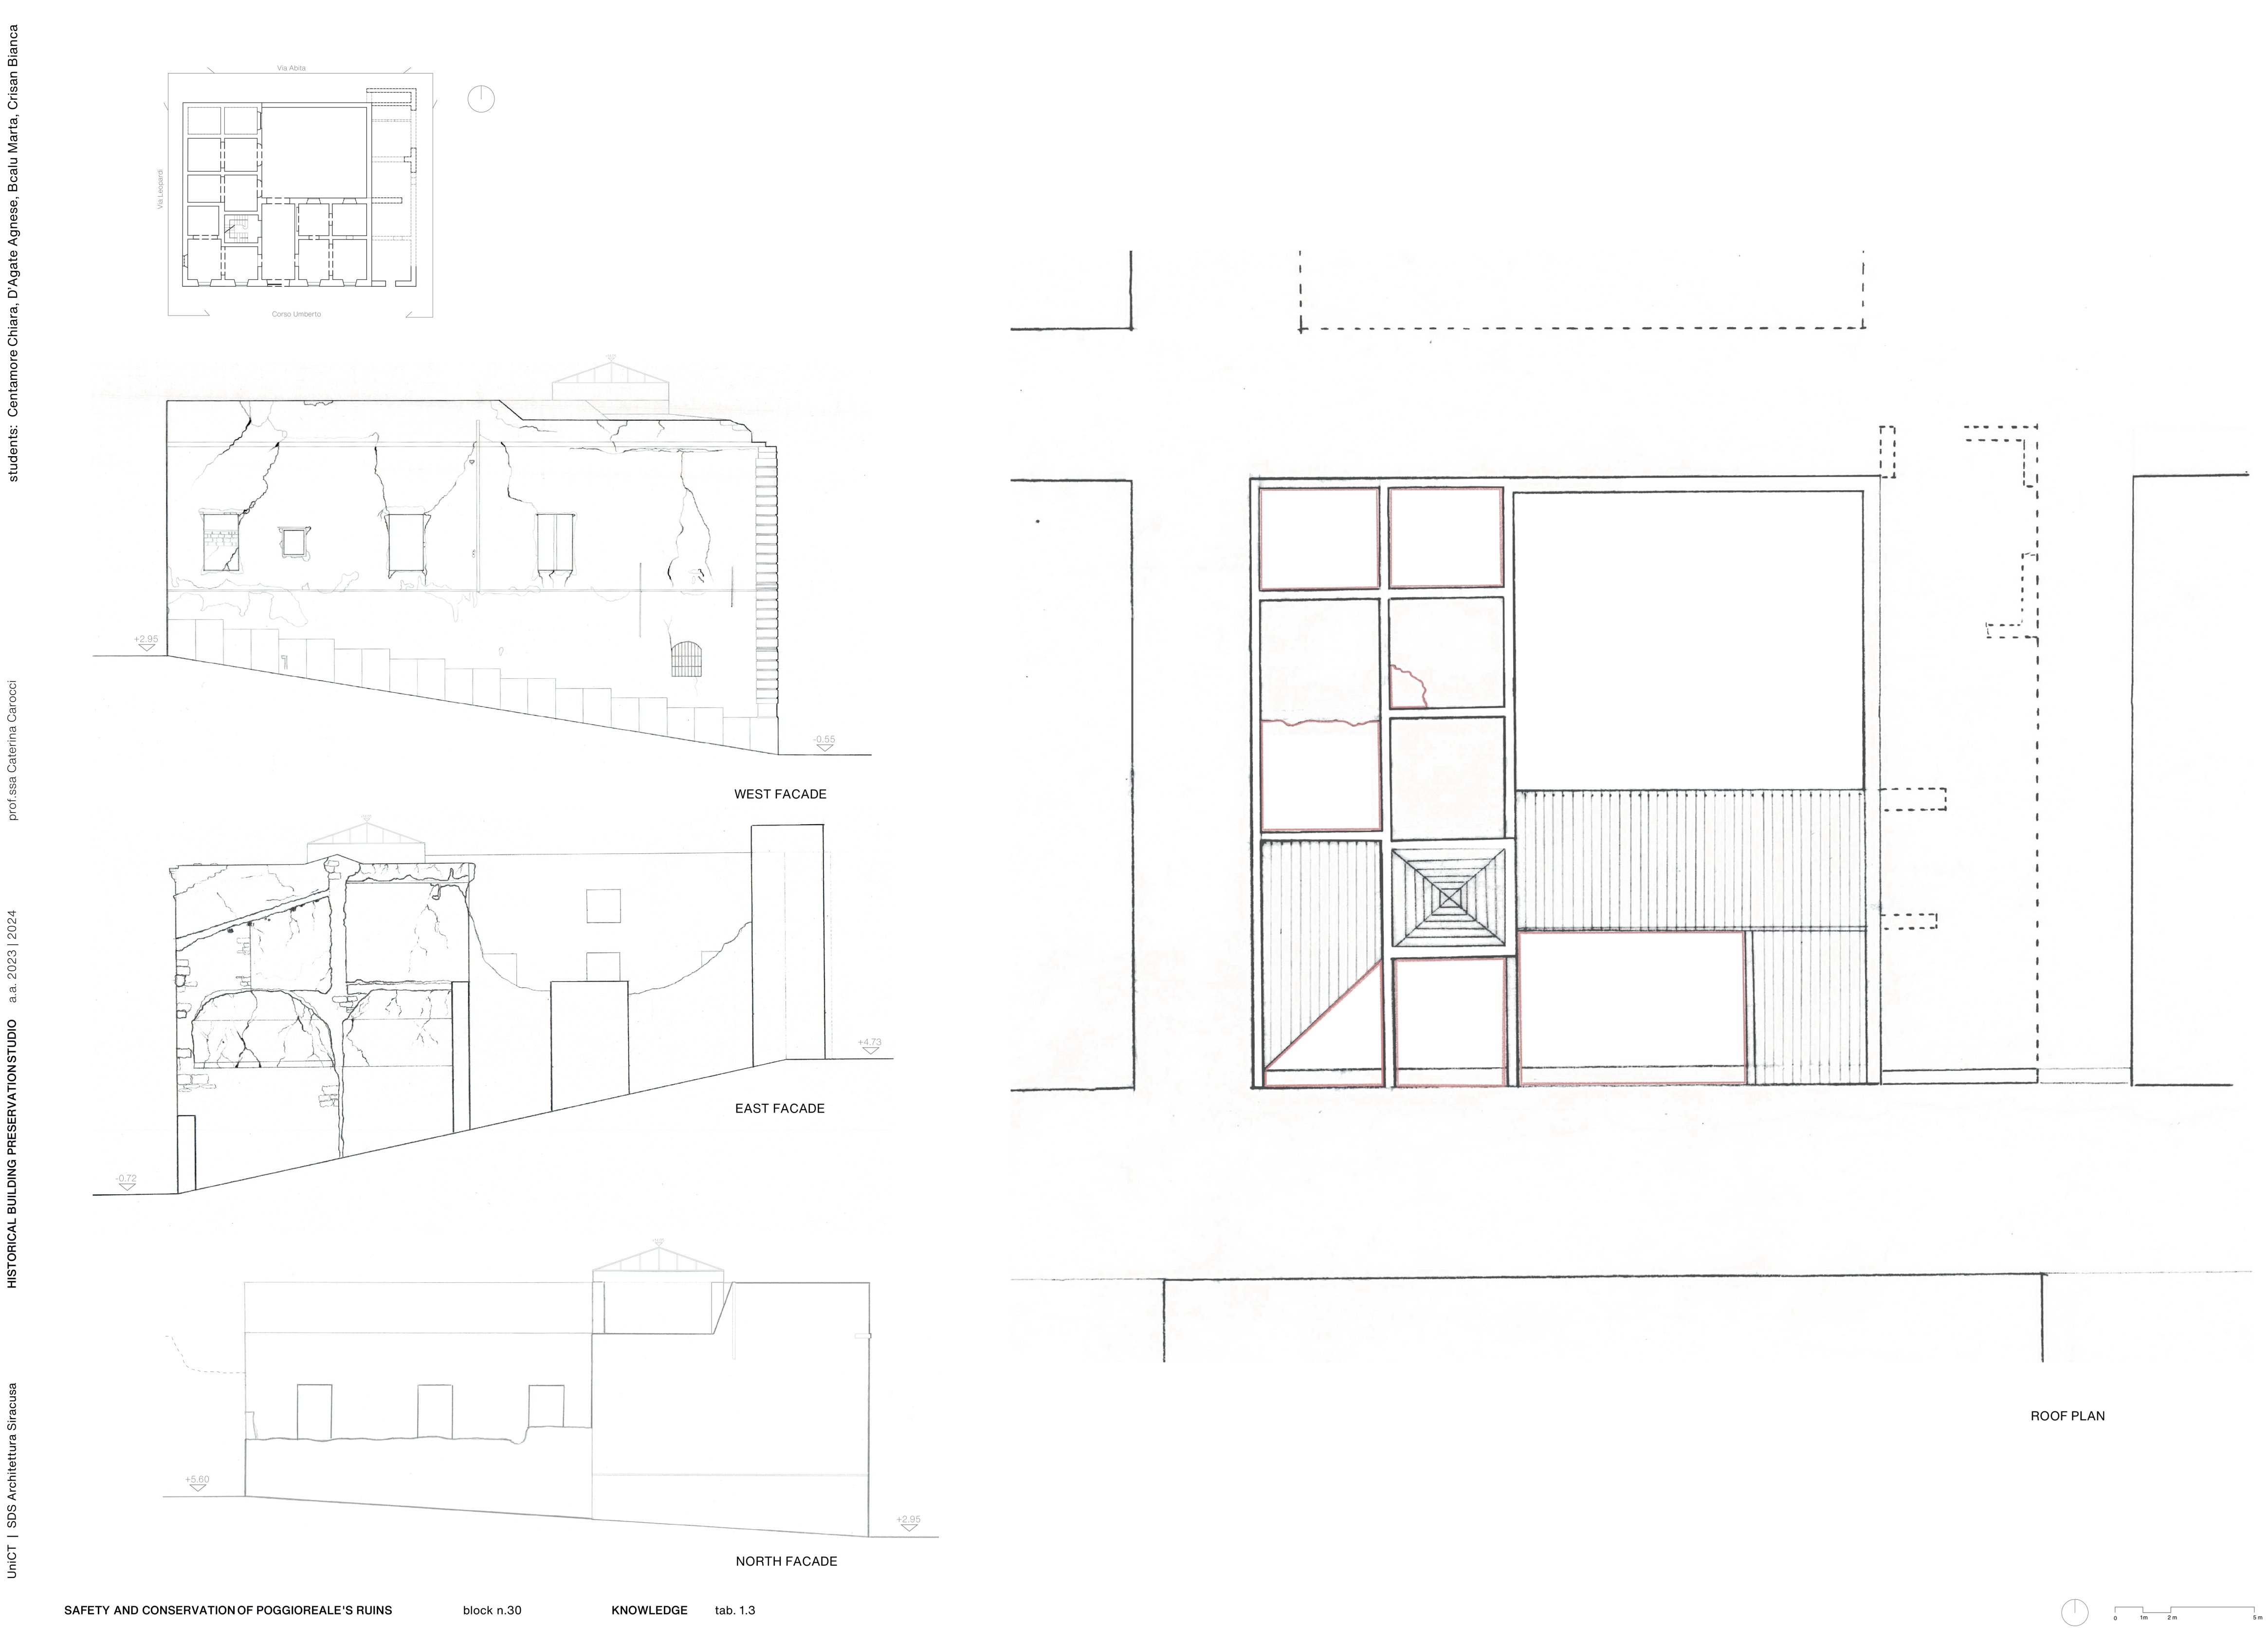 students: Centamore Chiara, D'Agate Agnese, Bcalu Marta, Crisan Bianca
prof.ssa Caterina Carocci
a.a. 2023 | 2024
HISTORICAL BUILDING PRESERVATION STUDIO
UniCT | SDS Architettura Siracusa
Via Abita
Via Leopardi
Corso Umberto
+2.95
-0.55
WEST FACADE
+4.73
-0.72
EAST FACADE
+5.60
+2.95
NORTH FACADE
ROOF PLAN
SAFETY AND CONSERVATION OF POGGIOREALE'S RUINS block n.30 KNOWLEDGE tab. 1.3
0 1m 2 m 5 m